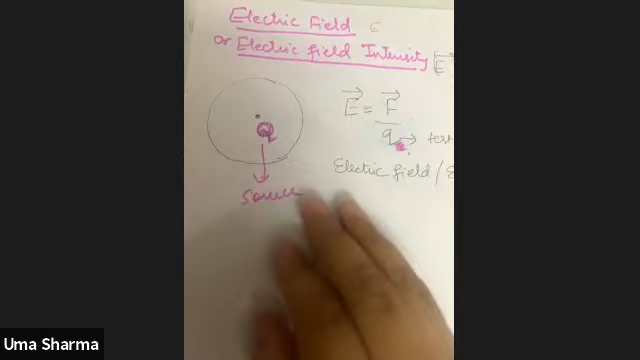 Electric Field E
or Electric field Intensity E
E = F
q → test
Electric field / E
Source
Uma Sharma